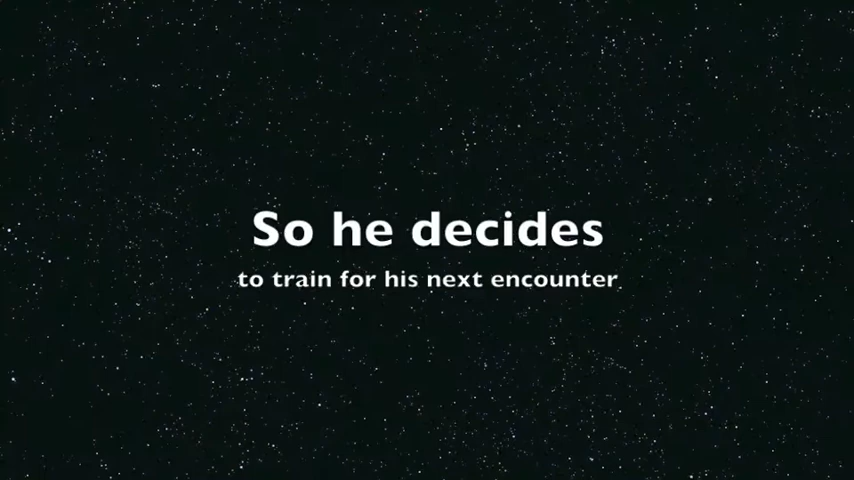 So he decides
to train for his next encounter